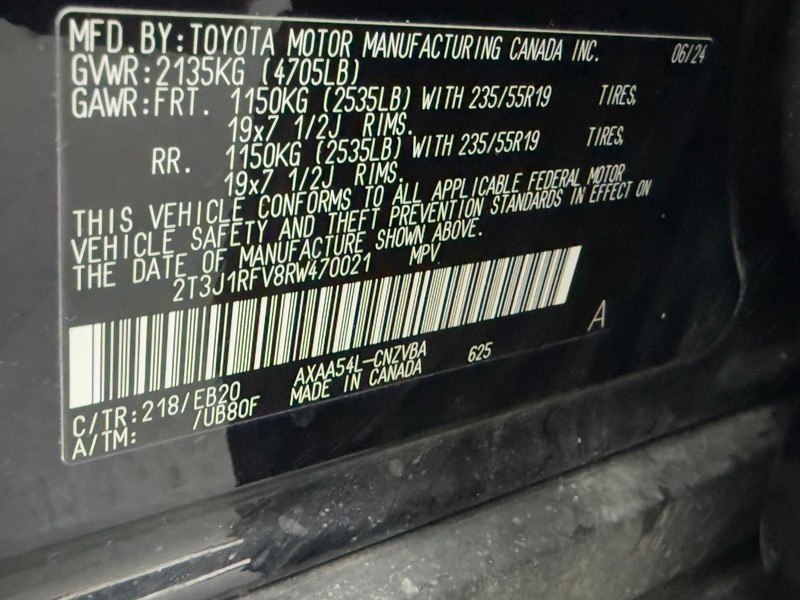 MFD.BY:TOYOTA MOTOR MANUFACTURING CANADA INC. 06/24
GVWR:2135KG (4705LB)
GAWR:FRT. 1150KG (2535LB) WITH 235/55R19 TIRES,
19x7 1/2J RIMS.
RR. 1150KG (2535LB) WITH 235/55R19 TIRES,
19x7 1/2J RIMS.
THIS VEHICLE CONFORMS TO ALL APPLICABLE FEDERAL MOTOR
VEHICLE SAFETY AND THEFT PREVENTION STANDARDS IN EFFECT ON
THE DATE OF MANUFACTURE SHOWN ABOVE.
2T3J1RFV8RW470021 MPV
A
C/TR:218/EB20 AXAA54L-CNZVBA 625
A/TM: /UB80F MADE IN CANADA